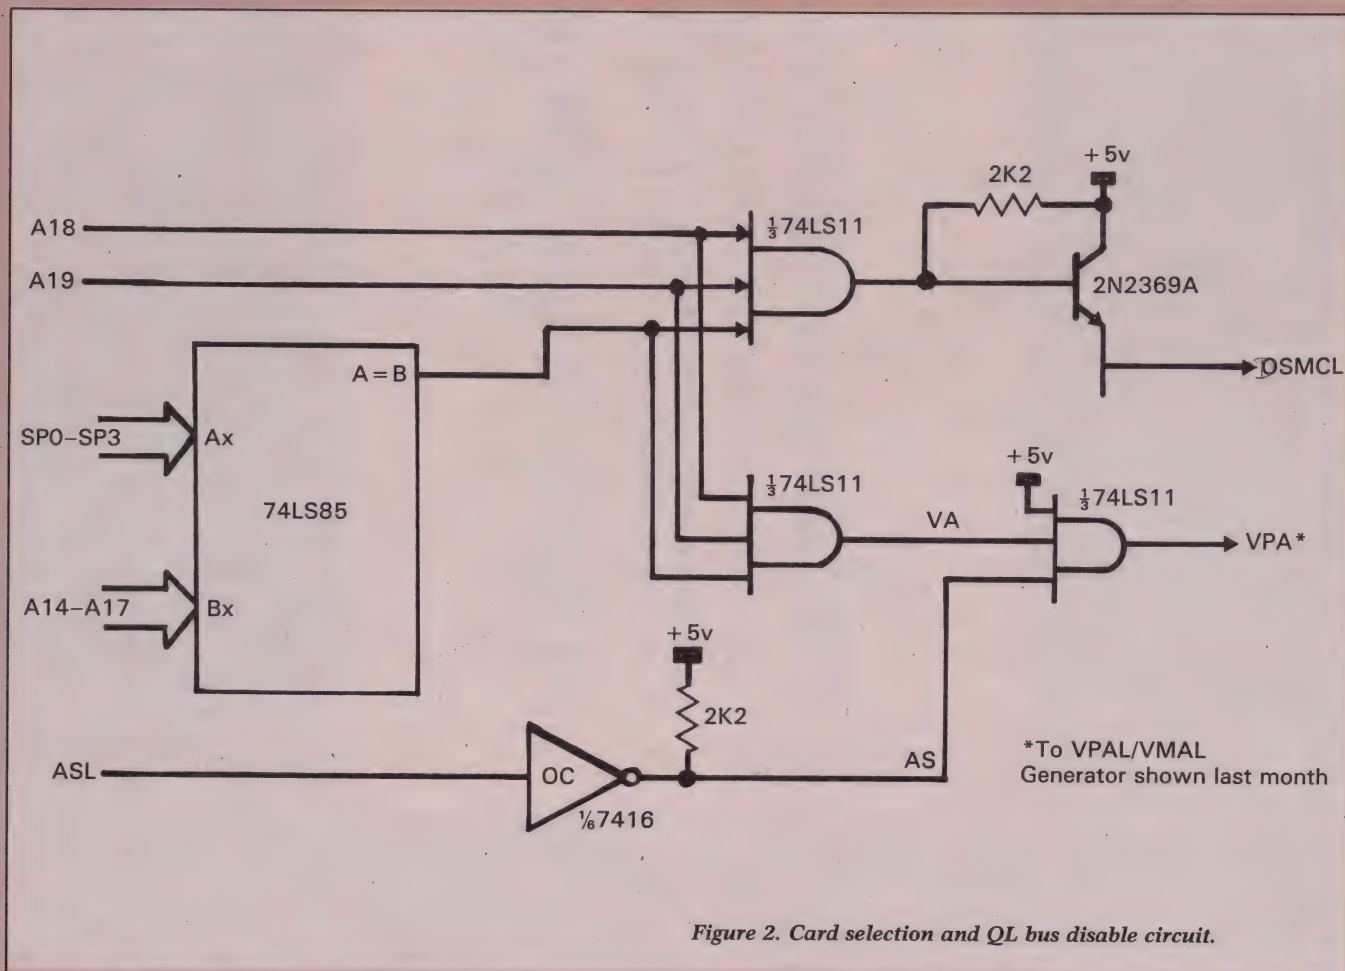 +5v
2K2
A18
⅓74LS11
A19
2N2369A
A=B
DSMCL
SP0–SP3
Ax
+5v
⅓74LS11
⅓74LS11
74LS85
VA
VPA*
A14–A17
Bx
+5v
2K2
*To VPAL/VMAL
AS
Generator shown last month
ASL
OC
⅙7416
Figure 2. Card selection and QL bus disable circuit.